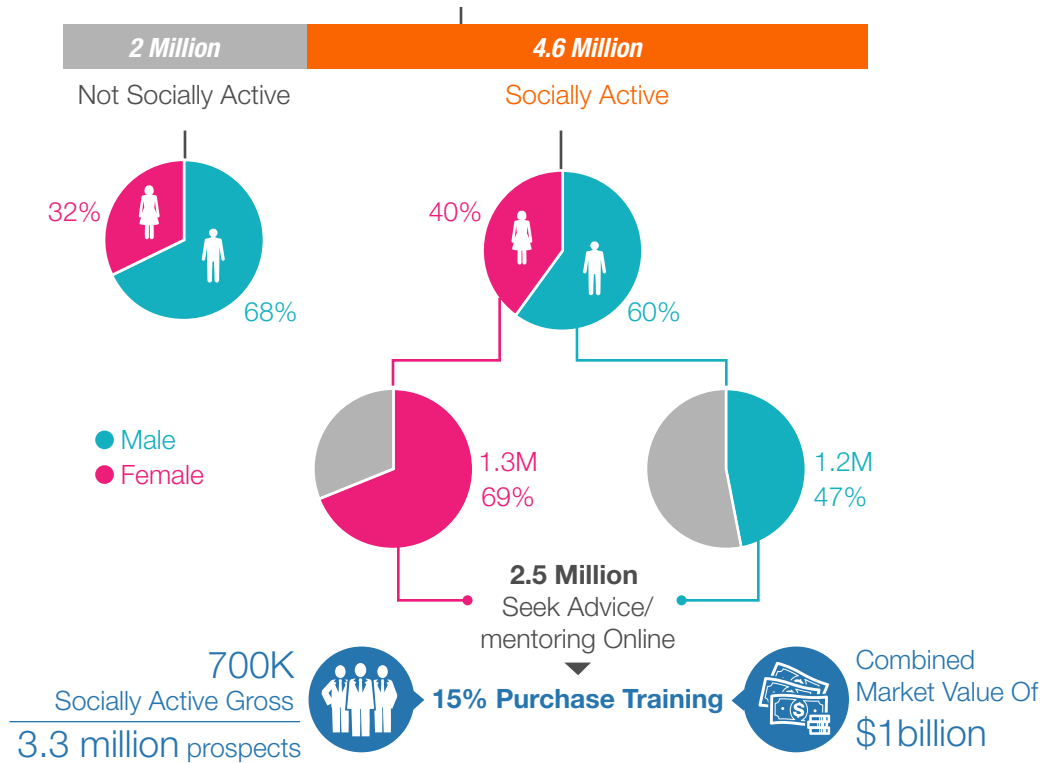 2 Million
4.6 Million
Not Socially Active
Socially Active
32%
68%
40%
60%
Male
Female
1.3M
69%
1.2M
47%
2.5 Million
Seek Advice/
mentoring Online
700K
Socially Active Gross
3.3 million prospects
15% Purchase Training
Combined
Market Value Of
$1billion
$